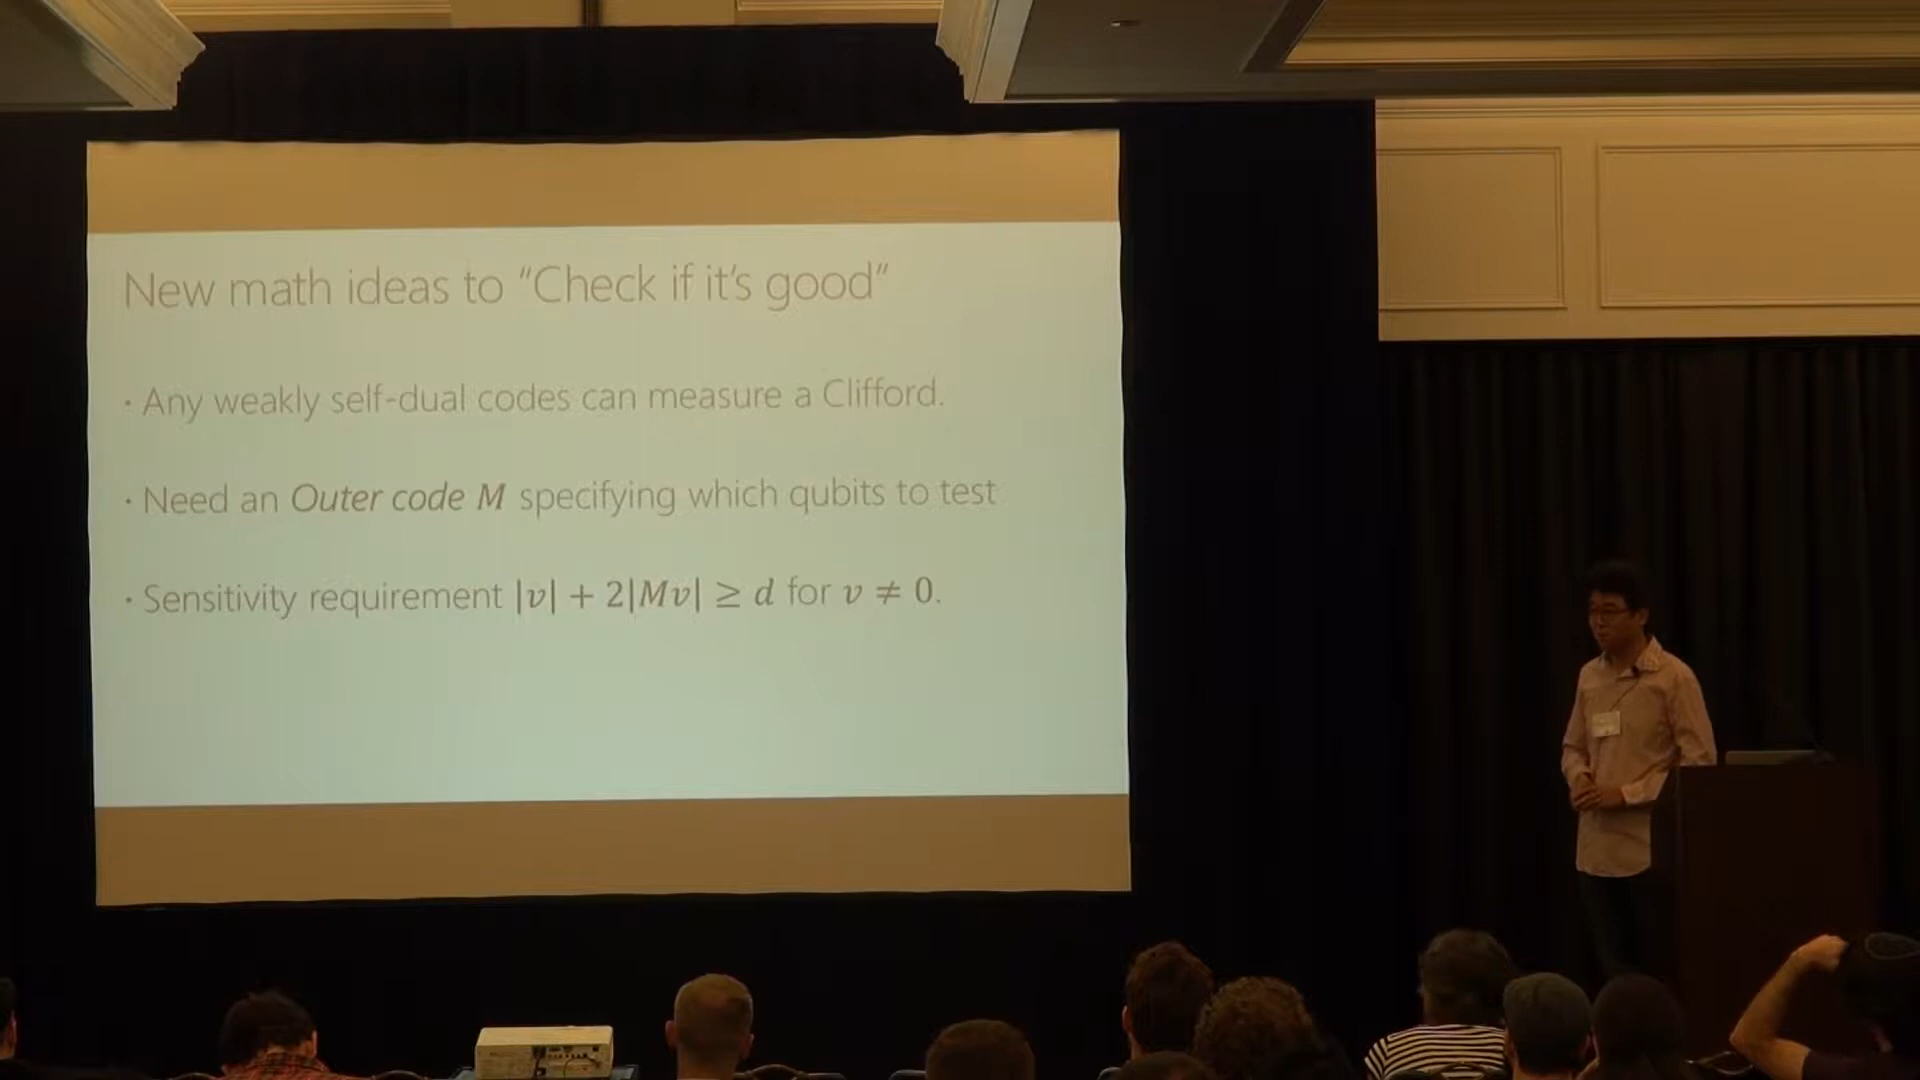 New math ideas to “Check if it’s good”
· Any weakly self-dual codes can measure a Clifford.
· Need an Outer code M specifying which qubits to test
· Sensitivity requirement |v| + 2|Mv| ≥ d for v ≠ 0.